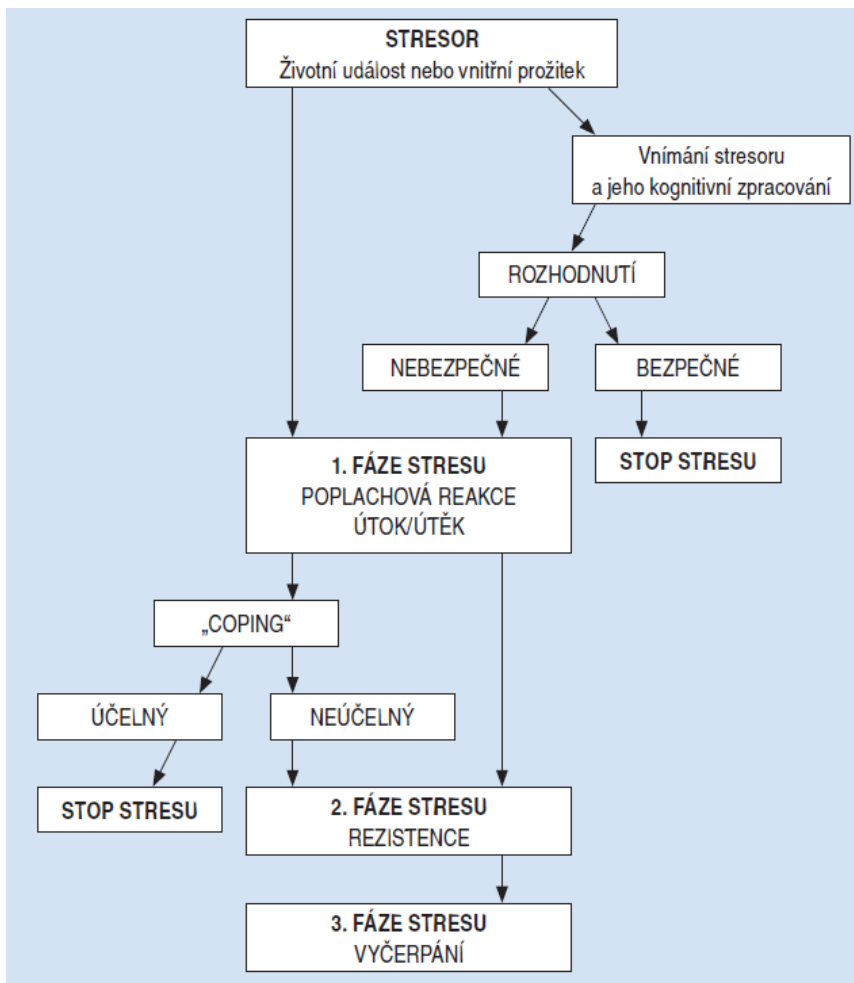 STRESOR
Životní událost nebo vnitřní prožitek
Vnímání stresoru
a jeho kognitivní zpracování
ROZHODNUTÍ
NEBEZPEČNÉ
BEZPEČNÉ
1. FÁZE STRESU
POPLACHOVÁ REAKCE
ÚTOK/ÚTĚK
STOP STRESU
„COPING“
ÚČELNÝ
NEÚČELNÝ
STOP STRESU
2. FÁZE STRESU
REZISTENCE
3. FÁZE STRESU
VYČERPÁNÍ